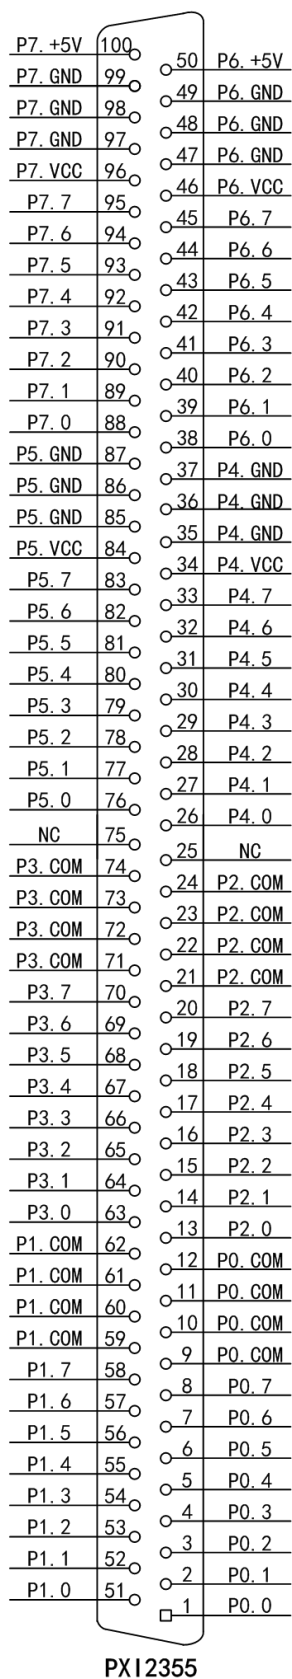 P7.+5V 100
50 P6.+5V
P7.GND 99
49 P6.GND
P7.GND 98
48 P6.GND
P7.GND 97
47 P6.GND
P7.VCC 96
46 P6.VCC
P7.7 95
45 P6.7
P7.6 94
44 P6.6
P7.5 93
43 P6.5
P7.4 92
42 P6.4
P7.3 91
41 P6.3
P7.2 90
40 P6.2
P7.1 89
39 P6.1
P7.0 88
38 P6.0
P5.GND 87
37 P4.GND
P5.GND 86
36 P4.GND
P5.GND 85
35 P4.GND
P5.VCC 84
34 P4.VCC
P5.7 83
33 P4.7
P5.6 82
32 P4.6
P5.5 81
31 P4.5
P5.4 80
30 P4.4
P5.3 79
29 P4.3
P5.2 78
28 P4.2
P5.1 77
27 P4.1
P5.0 76
26 P4.0
NC 75
25 NC
P3.COM 74
24 P2.COM
P3.COM 73
23 P2.COM
P3.COM 72
22 P2.COM
P3.COM 71
21 P2.COM
P3.7 70
20 P2.7
P3.6 69
19 P2.6
P3.5 68
18 P2.5
P3.4 67
17 P2.4
P3.3 66
16 P2.3
P3.2 65
15 P2.2
P3.1 64
14 P2.1
P3.0 63
13 P2.0
P1.COM 62
12 P0.COM
P1.COM 61
11 P0.COM
P1.COM 60
10 P0.COM
P1.COM 59
9 P0.COM
P1.7 58
8 P0.7
P1.6 57
7 P0.6
P1.5 56
6 P0.5
P1.4 55
5 P0.4
P1.3 54
4 P0.3
P1.2 53
3 P0.2
P1.1 52
2 P0.1
P1.0 51
1 P0.0
PXI2355